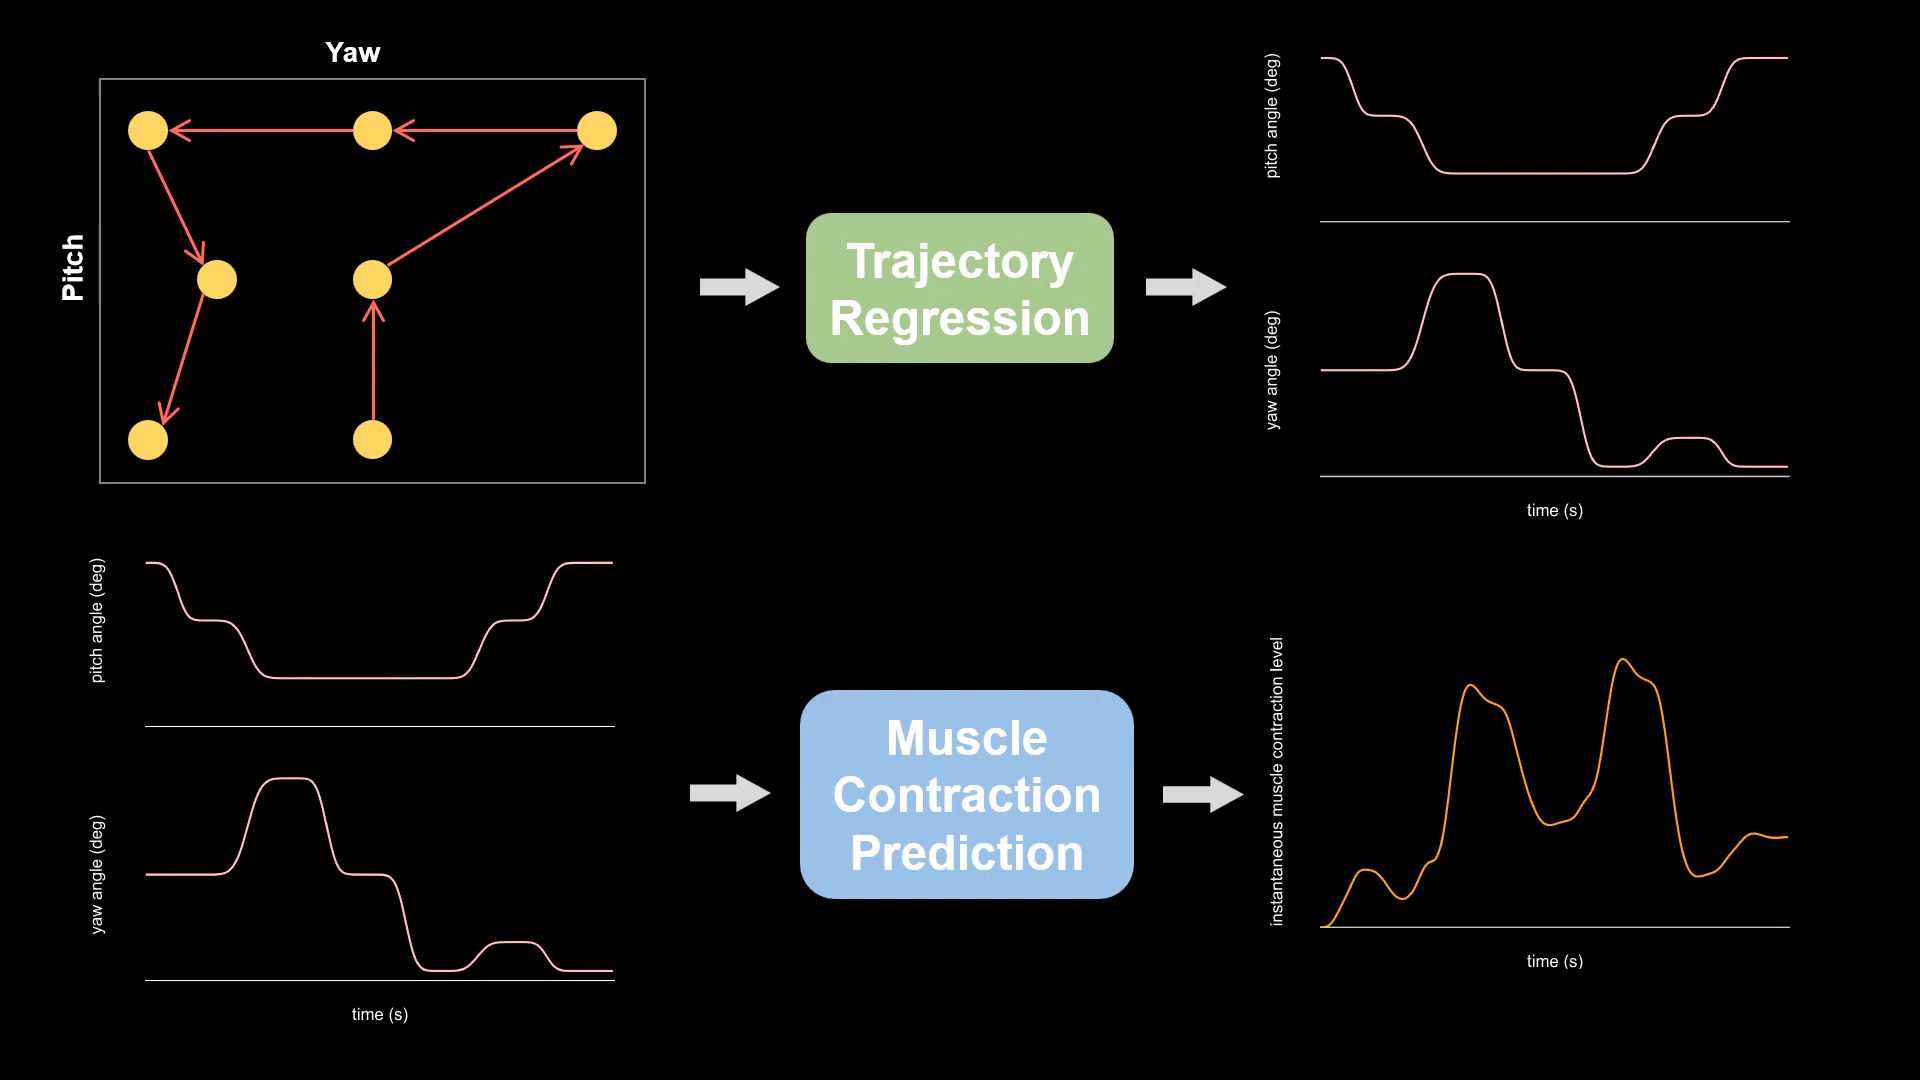 Yaw
Pitch
Trajectory
Regression
pitch angle (deg)
yaw angle (deg)
time (s)
pitch angle (deg)
yaw angle (deg)
time (s)
Muscle
Contraction
Prediction
instantaneous muscle contraction level
time (s)